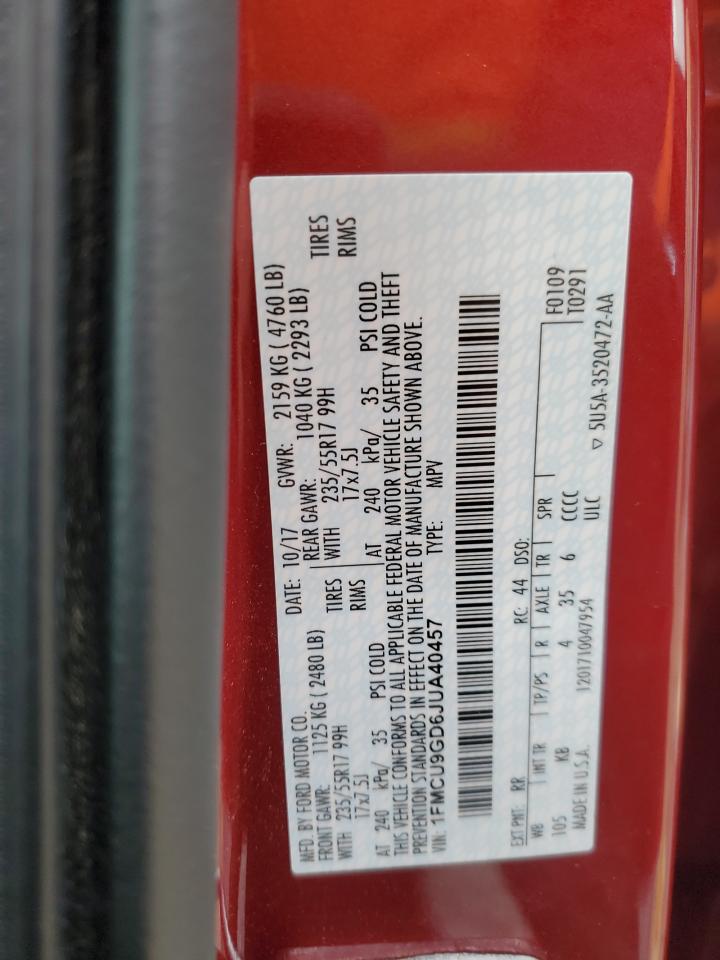 MFD. BY FORD MOTOR CO.
DATE: 10/17 GVWR: 2159 KG ( 4760 LB)
FRONT GAWR: 1125 KG ( 2480 LB) REAR GAWR: 1040 KG ( 2293 LB)
WITH 235/55R17 99H TIRES WITH 235/55R17 99H TIRES
17x7.5J RIMS 17x7.5J RIMS
AT 240 kPa/ 35 PSI COLD AT 240 kPa/ 35 PSI COLD
THIS VEHICLE CONFORMS TO ALL APPLICABLE FEDERAL MOTOR VEHICLE SAFETY AND THEFT
PREVENTION STANDARDS IN EFFECT ON THE DATE OF MANUFACTURE SHOWN ABOVE.
VIN: 1FMCU9GD6JUA40457 TYPE: MPV
EXT PNT: RR RC: 44 DSO:
WB INT TR TP/PS R AXLE TR SPR F0109
105 KB 4 35 6 CCCC T0291
MADE IN U.S.A. 1201710047954 ULC ▽ 5U5A-3520472-AA